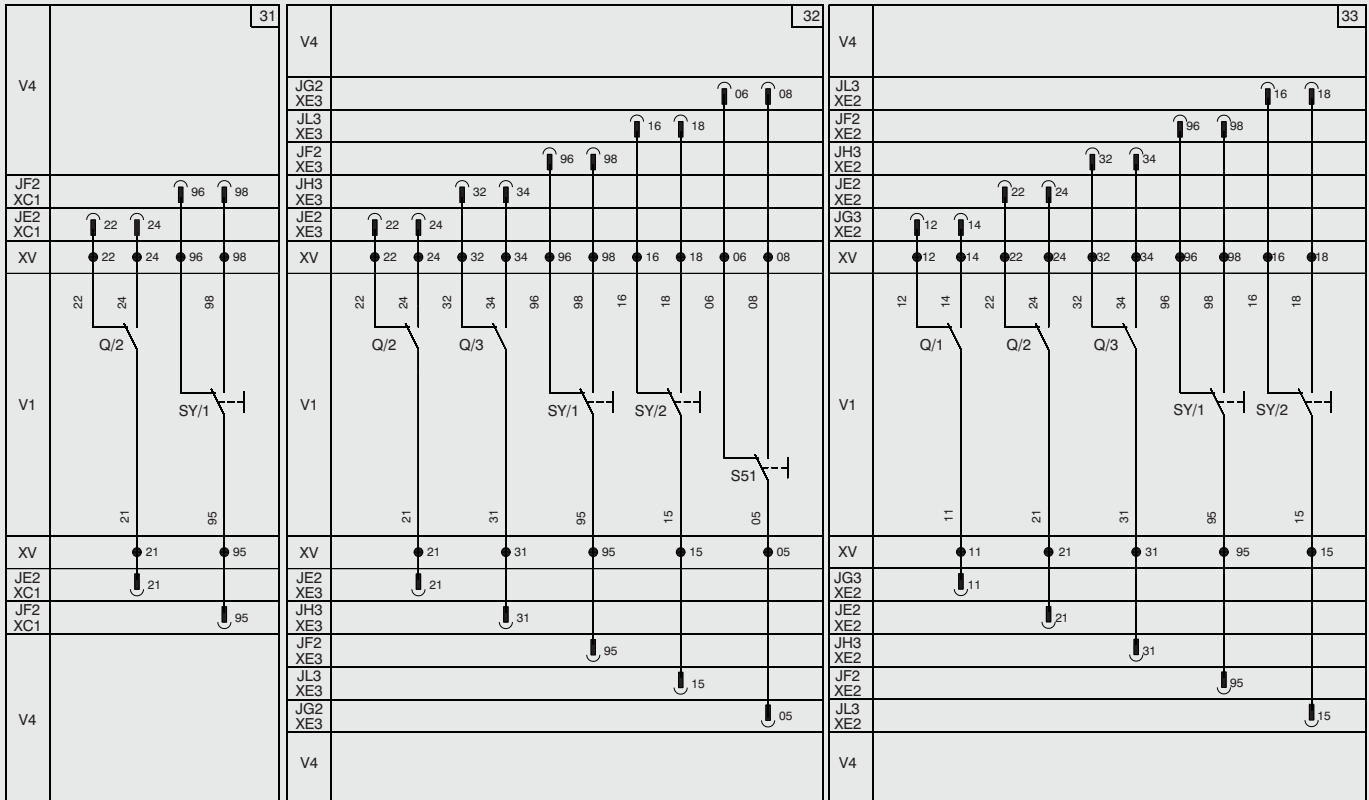 31
V4
JF2
XC1
96 98
JE2
XC1
22 24
XV
22 24 96 98
22 24 98
Q/2
V1
SY/1
21 95
XV
21 95
JE2
XC1
21
JF2
XC1
95
V4
32
V4
JG2
XE3
06 08
JL3
XE3
16 18
JF2
XE3
96 98
JH3
XE3
32 34
JE2
XE3
22 24
XV
22 24 32 34 96 98 16 18 06 08
22 24 32 34 96 98 16 18 06 08
Q/2 Q/3
V1
SY/1 SY/2
S51
21 31 95 15 05
XV
21 31 95 15 05
JE2
XE3
21
JH3
XE3
31
JF2
XE3
95
JL3
XE3
15
JG2
XE3
05
V4
33
V4
JL3
XE2
16 18
JF2
XE2
96 98
JH3
XE2
32 34
JE2
XE2
22 24
JG3
XE2
12 14
XV
12 14 22 24 32 34 96 98 16 18
12 14 22 24 32 34 96 98 16 18
Q/1 Q/2 Q/3
V1
SY/1 SY/2
11 21 31 95 15
XV
11 21 31 95 15
JG3
XE2
11
JE2
XE2
21
JH3
XE2
31
JF2
XE2
95
JL3
XE2
15
V4